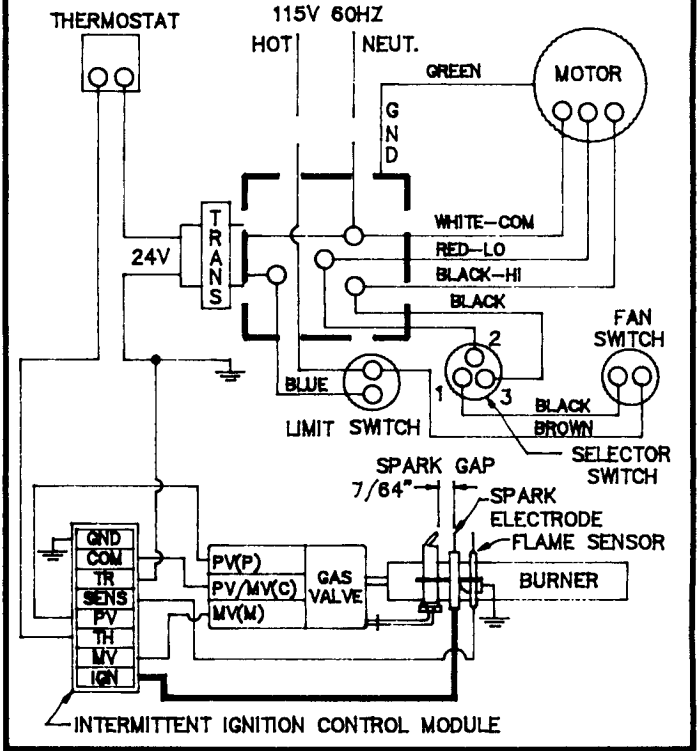 THERMOSTAT
115V 60HZ
HOT
NEUT.
GREEN
MOTOR
GND
TRANS
24V
WHITE-COM
RED-LO
BLACK-HI
BLACK
FAN
SWITCH
2
1
3
BLUE
LIMIT SWITCH
BLACK
BROWN
SELECTOR
SWITCH
SPARK GAP
7/64"
SPARK
ELECTRODE
FLAME SENSOR
GND
COM
TR
SENS
PV
TH
MV
IGN
PV(P)
PV/MV(C)
MV(M)
GAS
VALVE
BURNER
INTERMITTENT IGNITION CONTROL MODULE